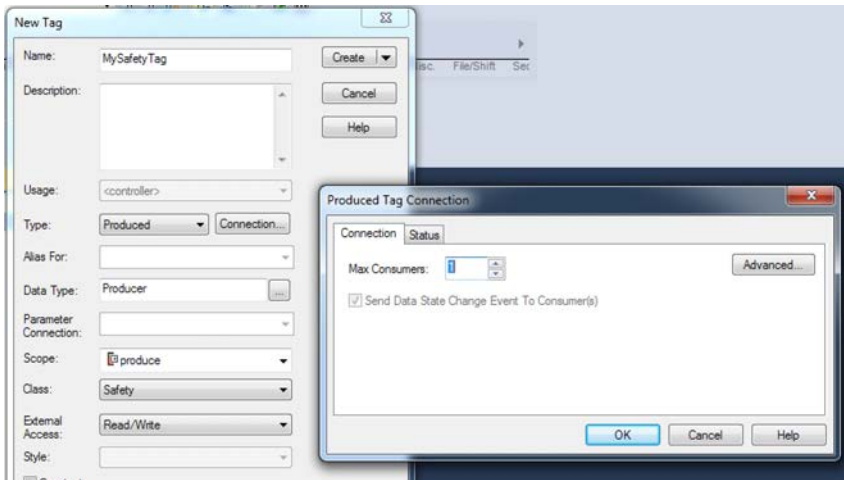 New Tag
Name:
MySafetyTag
Create
Description:
Cancel
Help
isc. File/Shift Sec
Usage:
<controller>
Type:
Produced
Connection...
Alias For:
Data Type:
Producer
...
Parameter
Connection:
Scope:
produce
Class:
Safety
External
Access:
Read/Write
Style:
Produced Tag Connection
Connection
Status
Max Consumers:
1
Advanced...
Send Data State Change Event To Consumer(s)
OK
Cancel
Help